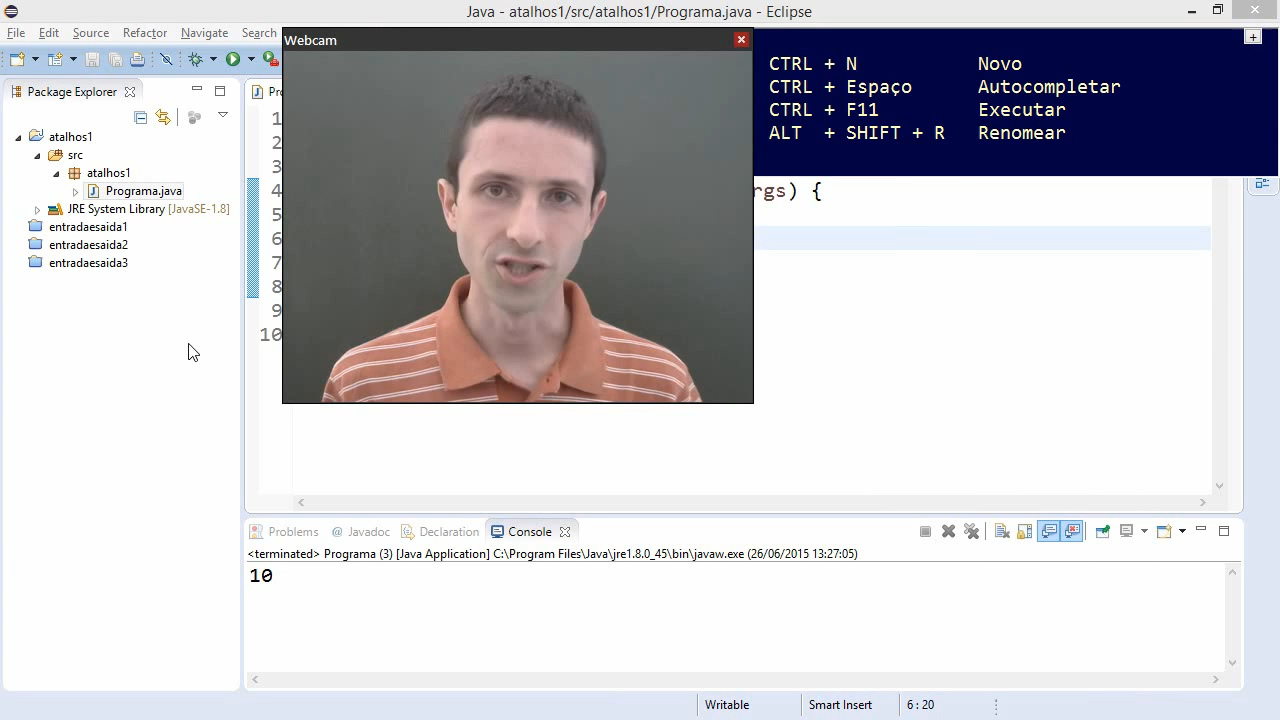 Java - atalhos1/src/atalhos1/Programa.java - Eclipse
File Edit Source Refactor Navigate Search
Webcam
CTRL + N Novo
CTRL + Espaço Autocompletar
CTRL + F11 Executar
ALT + SHIFT + R Renomear
Package Explorer
atalhos1
src
atalhos1
Programa.java
JRE System Library [JavaSE-1.8]
entradaesaida1
entradaesaida2
entradaesaida3
1
2
3
4 rgs) {
5
6
7
8
9
10
Problems @ Javadoc Declaration Console
<terminated> Programa (3) [Java Application] C:\Program Files\Java\jre1.8.0_45\bin\javaw.exe (26/06/2015 13:27:05)
10
Writable Smart Insert 6 : 20